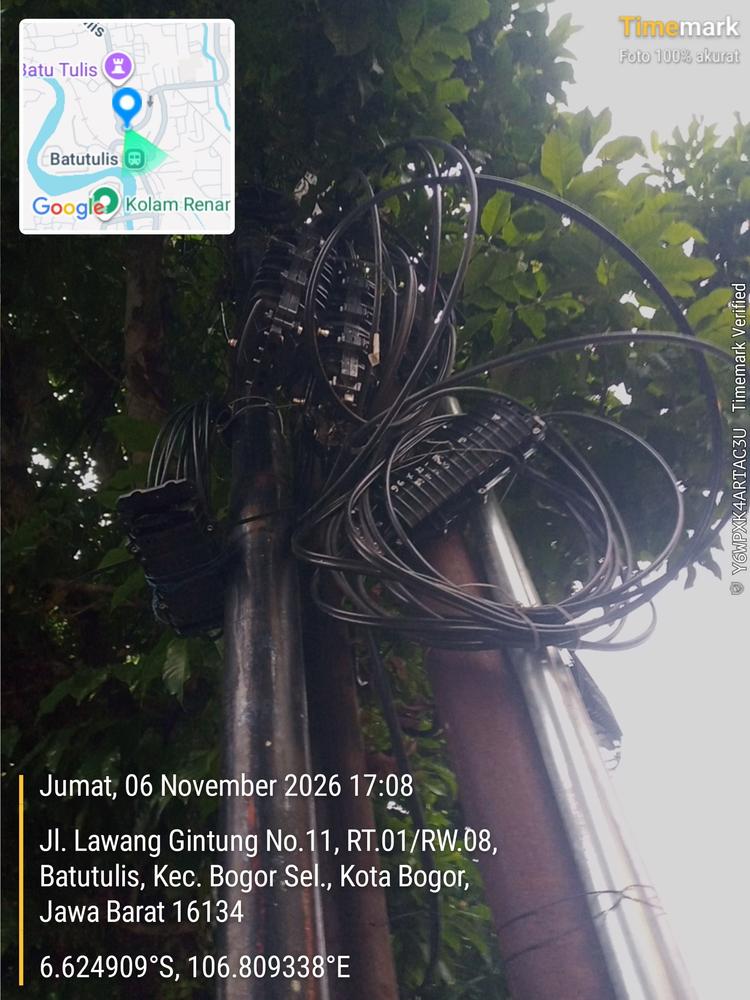 Timemark
Foto 100% akurat
Batu Tulis
Batutulis
Google
Kolam Renar
Timemark Verified
Y6WPXK4ARTAC3U
Jumat, 06 November 2026 17:08
Jl. Lawang Gintung No.11, RT.01/RW.08,
Batutulis, Kec. Bogor Sel., Kota Bogor,
Jawa Barat 16134
6.624909°S, 106.809338°E